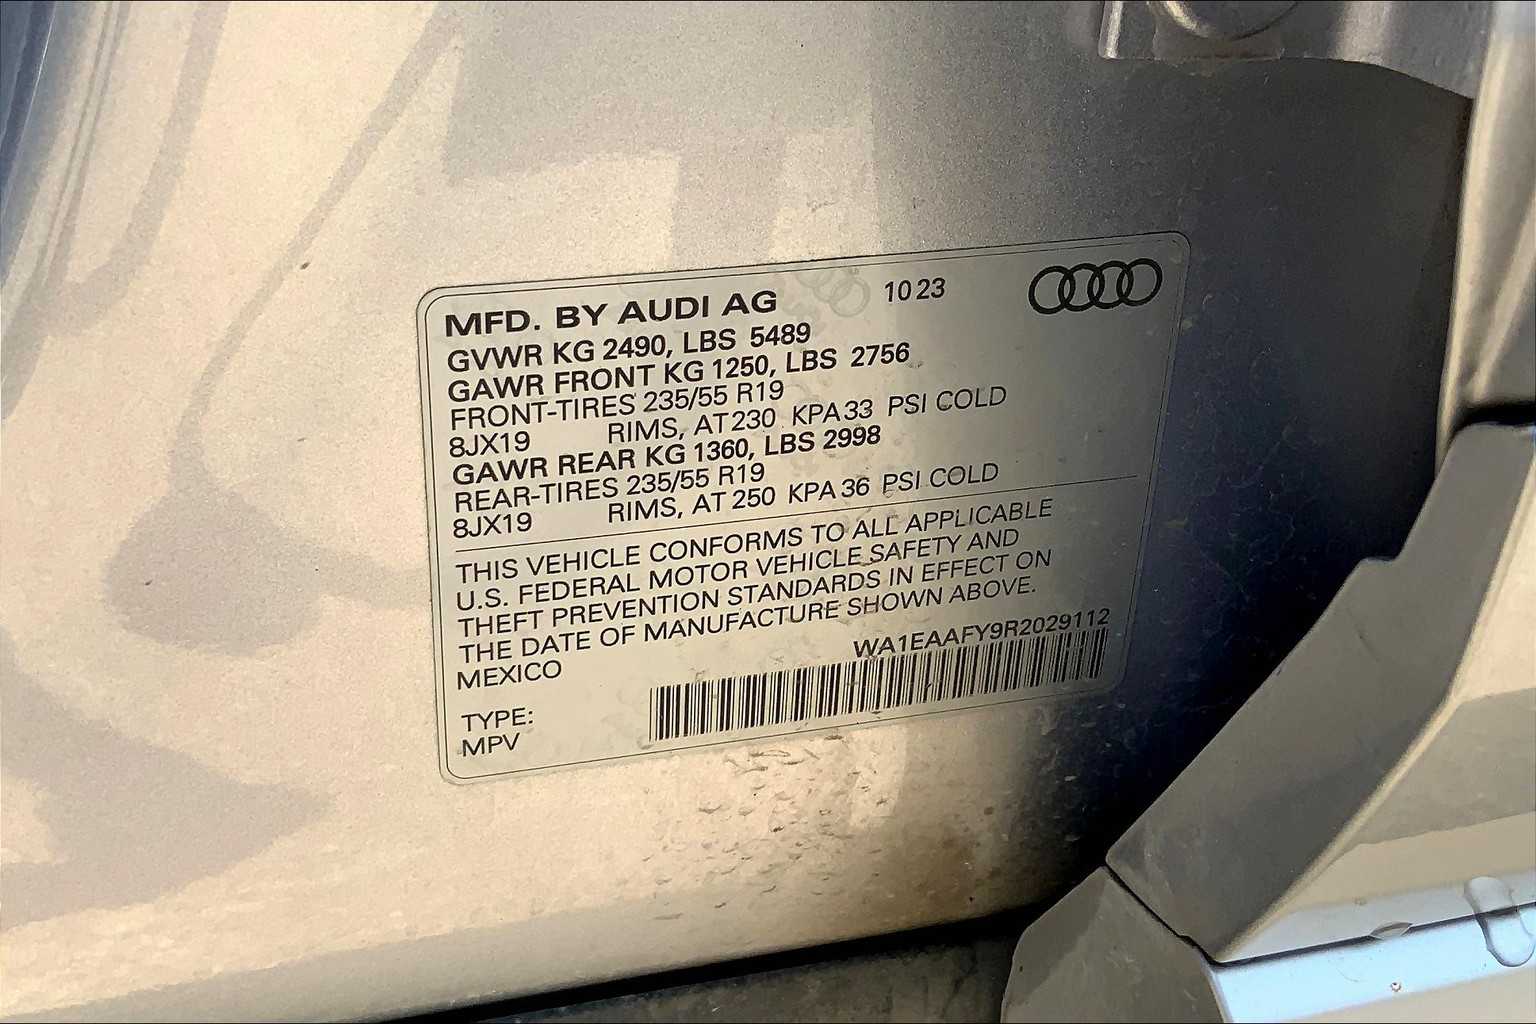 MFD. BY AUDI AG 10 23
GVWR KG 2490, LBS 5489
GAWR FRONT KG 1250, LBS 2756
FRONT-TIRES 235/55 R19
8JX19 RIMS, AT 230 KPA 33 PSI COLD
GAWR REAR KG 1360, LBS 2998
REAR-TIRES 235/55 R19
8JX19 RIMS, AT 250 KPA 36 PSI COLD
THIS VEHICLE CONFORMS TO ALL APPLICABLE
U.S. FEDERAL MOTOR VEHICLE SAFETY AND
THEFT PREVENTION STANDARDS IN EFFECT ON
THE DATE OF MANUFACTURE SHOWN ABOVE.
MEXICO WA1EAAFY9R2029112
TYPE:
MPV